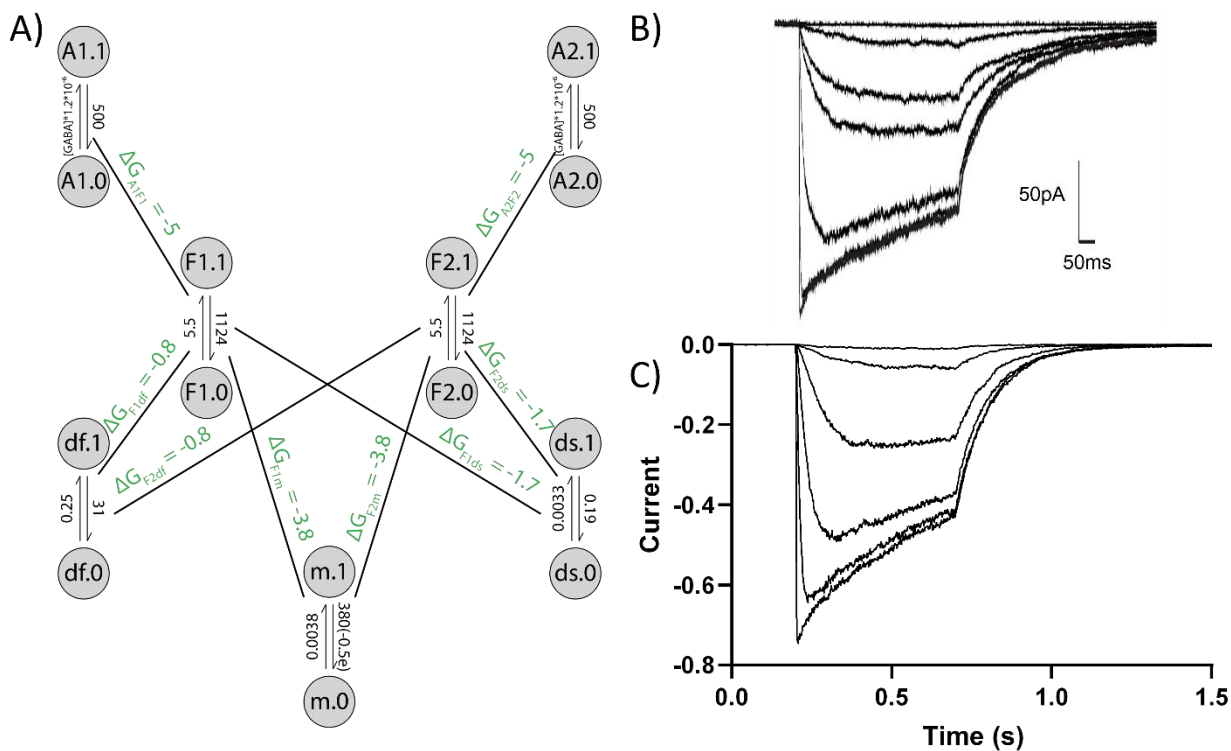 A)
A1.1
[GABA]*1.2*10⁻⁶
500
A1.0
ΔG_A1F1 = -5
A2.1
[GABA]*1.2*10⁻⁶
500
A2.0
ΔG_A2F2 = -5
F1.1
5.5
1124
F1.0
F2.1
5.5
1124
F2.0
ΔG_F1df = -0.8
ΔG_F2df = -0.8
ΔG_F1m = -3.8
ΔG_F2m = -3.8
ΔG_F2ds = -1.7
ΔG_F1ds = -1.7
df.1
0.25
31
df.0
ds.1
0.0033
0.19
ds.0
m.1
0.0038
380(-0.5e)
m.0
B)
50pA
50ms
C)
0.0
-0.2
-0.4
-0.6
-0.8
Current
0.0
0.5
1.0
1.5
Time (s)